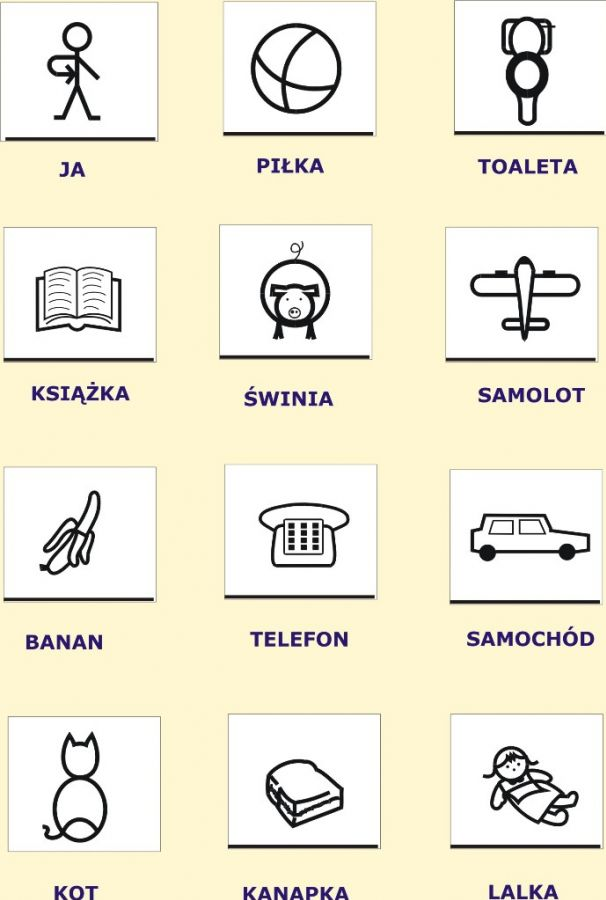 JA
PIŁKA
TOALETA
KSIĄŻKA
ŚWINIA
SAMOLOT
BANAN
TELEFON
SAMOCHÓD
KOT
KANAPKA
LALKA